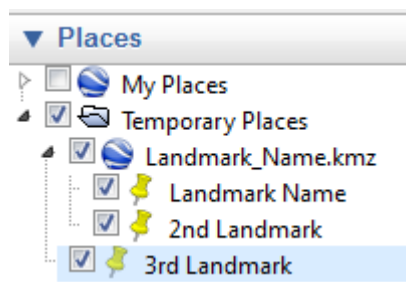 Places
My Places
Temporary Places
Landmark_Name.kmz
Landmark Name
2nd Landmark
3rd Landmark